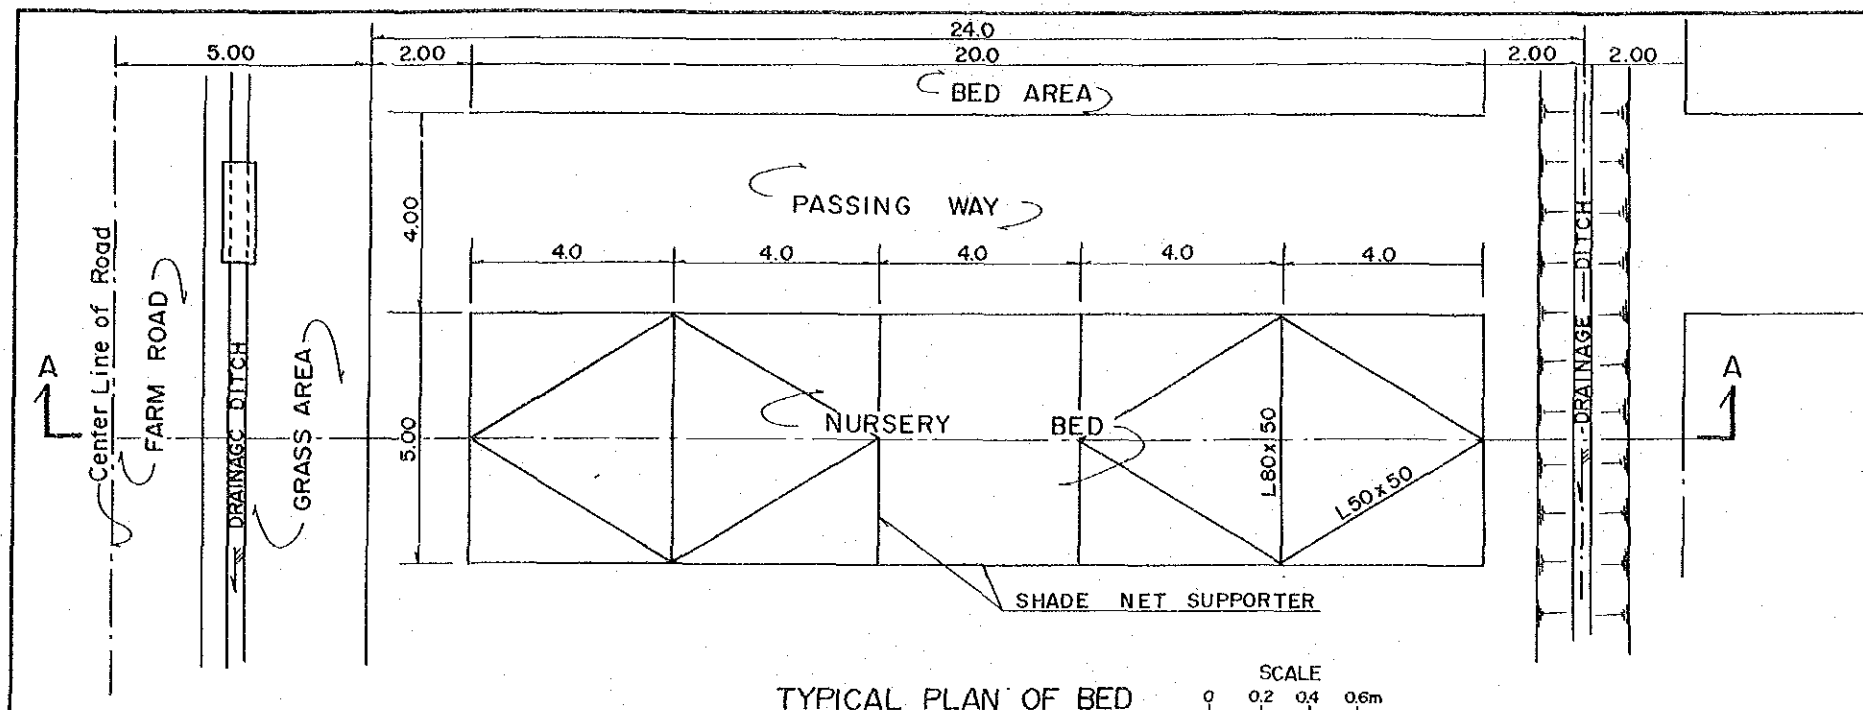 24.0
5.00 2.00 20.0 2.00 2.00
BED AREA
PASSING WAY
4.00
4.0 4.0 4.0 4.0 4.0
Center Line of Road
FARM ROAD
DRAINAGC DITCH
GRASS AREA
A
5.00
NURSERY BED
L80x50
L50x50
DRAINAGE DITCH
A
SHADE NET SUPPORTER
TYPICAL PLAN OF BED
SCALE
0 0.2 0.4 0.6m